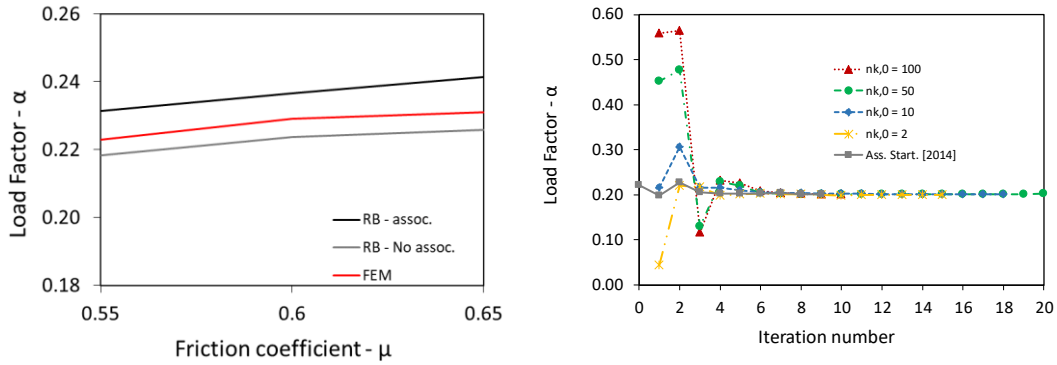 0.26
0.24
0.22
0.20
0.18
Load Factor - α
RB - assoc.
RB - No assoc.
FEM
0.55
0.6
0.65
Friction coefficient - μ
0.60
0.50
0.40
0.30
0.20
0.10
0.00
Load Factor - α
nk,0 = 100
nk,0 = 50
nk,0 = 10
nk,0 = 2
Ass. Start. [2014]
0 2 4 6 8 10 12 14 16 18 20
Iteration number